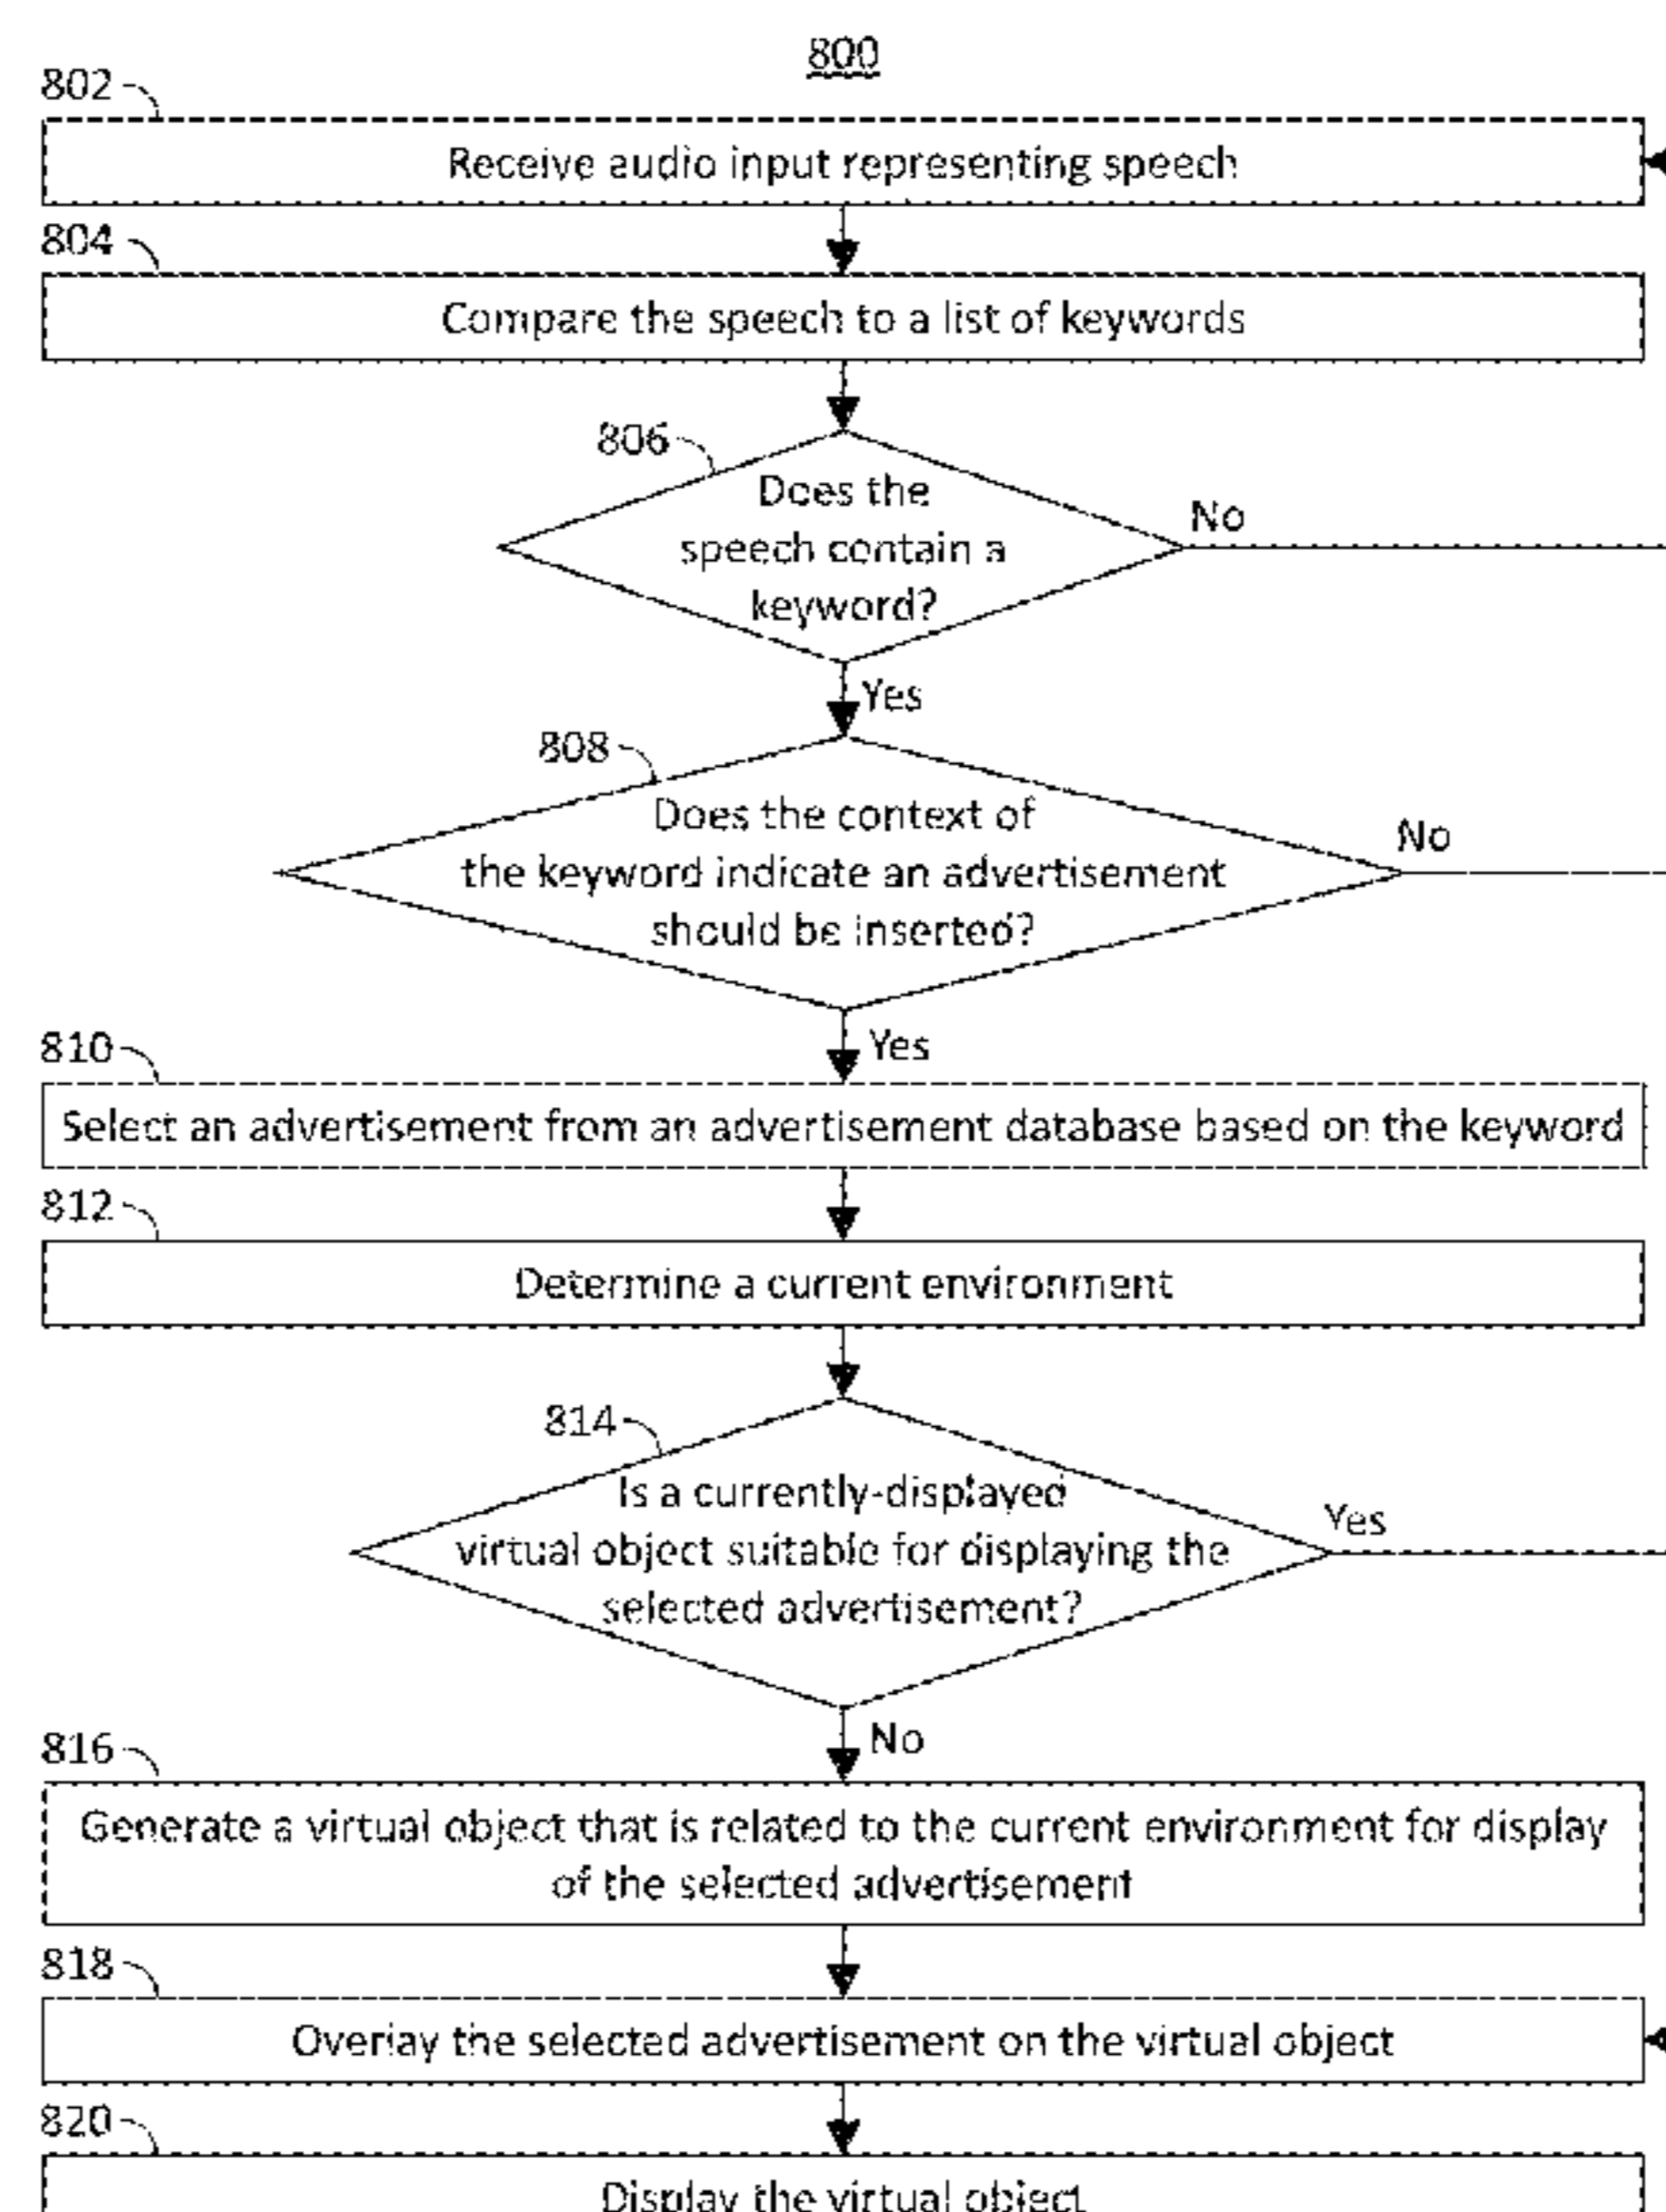 800
802
Receive audio input representing speech
804
Compare the speech to a list of keywords
806
Does the
speech contain a
keyword?
No
Yes
808
Does the context of
the keyword indicate an advertisement
should be inserted?
No
Yes
810
Select an advertisement from an advertisement database based on the keyword
812
Determine a current environment
814
Is a currently-displayed
virtual object suitable for displaying the
selected advertisement?
Yes
No
816
Generate a virtual object that is related to the current environment for display
of the selected advertisement
818
Overlay the selected advertisement on the virtual object
820
Display the virtual object